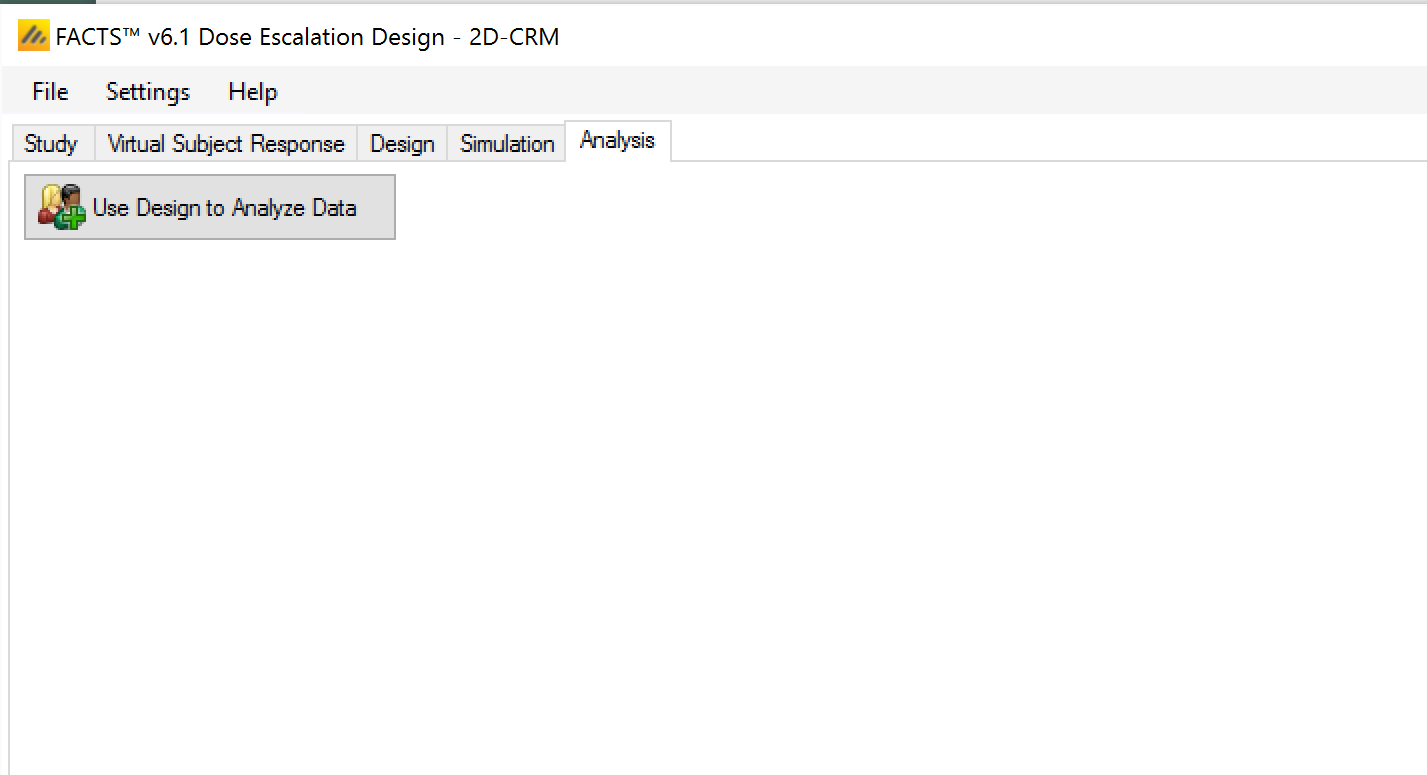 FACTS™ v6.1 Dose Escalation Design - 2D-CRM
File Settings Help
Study Virtual Subject Response Design Simulation Analysis
Use Design to Analyze Data